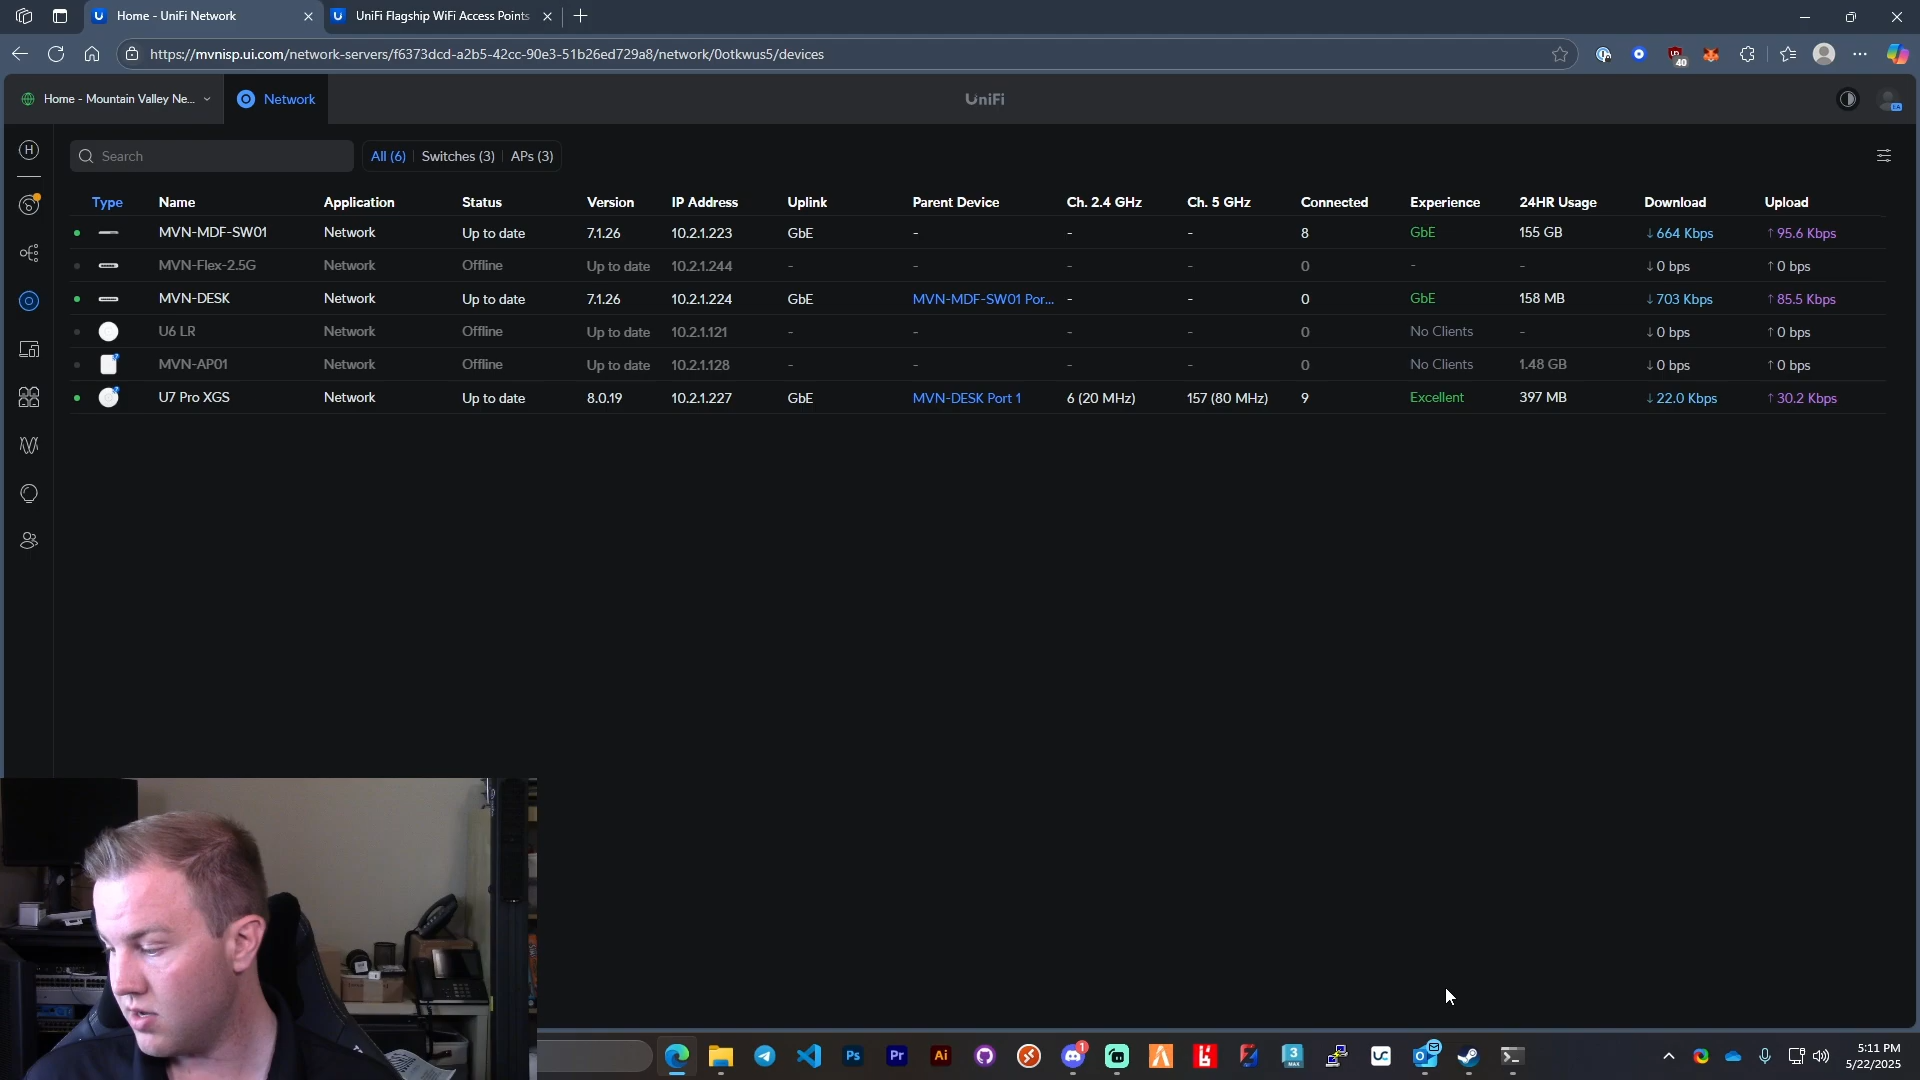 Home - UniFi Network
UniFi Flagship WiFi Access Points
https://mvnisp.ui.com/network-servers/f6373dcd-a2b5-42cc-90e3-51b26ed729a8/network/0otkwus5/devices
40
Home - Mountain Valley Ne...
Network
UniFi
H
Search
All (6)
Switches (3)
APs (3)
Type Name Application Status Version IP Address Uplink Parent Device Ch. 2.4 GHz Ch. 5 GHz Connected Experience 24HR Usage Download Upload
MVN-MDF-SW01 Network Up to date 7.1.26 10.2.1.223 GbE - - - 8 GbE 155 GB ↓ 664 Kbps ↑ 95.6 Kbps
MVN-Flex-2.5G Network Offline Up to date 10.2.1.244 - - - - 0 - - ↓ 0 bps ↑ 0 bps
MVN-DESK Network Up to date 7.1.26 10.2.1.224 GbE MVN-MDF-SW01 Por... - - 0 GbE 158 MB ↓ 703 Kbps ↑ 85.5 Kbps
U6 LR Network Offline Up to date 10.2.1.121 - - - - 0 No Clients - ↓ 0 bps ↑ 0 bps
MVN-AP01 Network Offline Up to date 10.2.1.128 - - - - 0 No Clients 1.48 GB ↓ 0 bps ↑ 0 bps
U7 Pro XGS Network Up to date 8.0.19 10.2.1.227 GbE MVN-DESK Port 1 6 (20 MHz) 157 (80 MHz) 9 Excellent 397 MB ↓ 22.0 Kbps ↑ 30.2 Kbps
Ps
Pr
Ai
1
3
UC
5:11 PM
5/22/2025